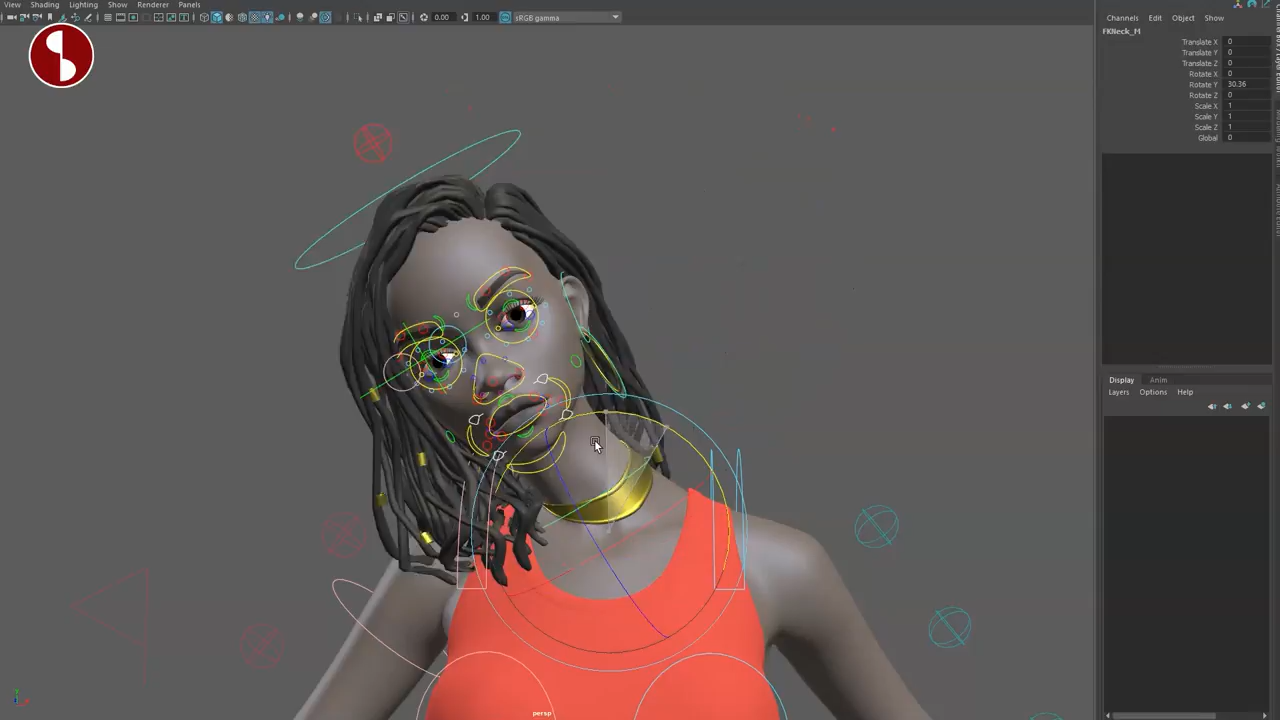 View Shading Lighting Show Renderer Panels
0.00 1.00 sRGB gamma
Channels Edit Object Show
FKNeck_M
Translate X 0
Translate Y 0
Translate Z 0
Rotate X 0
Rotate Y 30.36
Rotate Z 0
Scale X 1
Scale Y 1
Scale Z 1
Global 0
Display Anim
Layers Options Help
persp